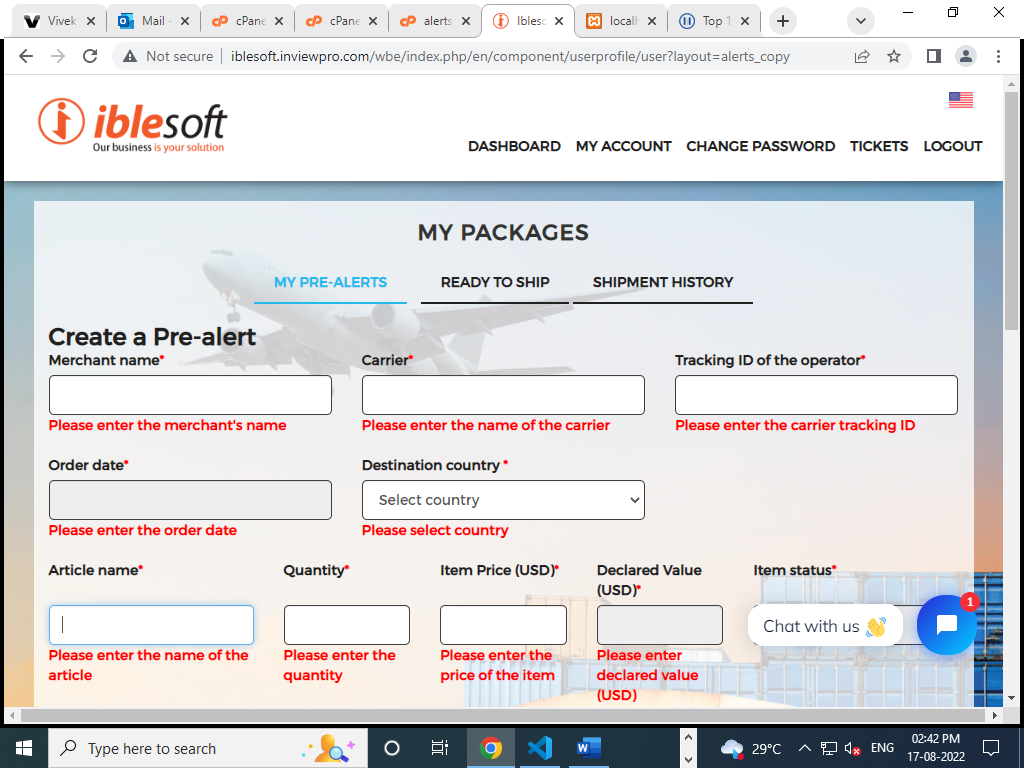 Vivek
Mail -
cPane
cPane
alerts
Iblesc
localh
Top 1
Not secure
iblesoft.inviewpro.com/wbe/index.php/en/component/userprofile/user?layout=alerts_copy
iblesoft
Our business is your solution
DASHBOARD MY ACCOUNT CHANGE PASSWORD TICKETS LOGOUT
MY PACKAGES
MY PRE-ALERTS READY TO SHIP SHIPMENT HISTORY
Create a Pre-alert
Merchant name* Carrier* Tracking ID of the operator*
Please enter the merchant's name Please enter the name of the carrier Please enter the carrier tracking ID
Order date* Destination country *
Select country
Please enter the order date Please select country
Article name* Quantity* Item Price (USD)* Declared Value (USD)* Item status*
Please enter the name of the article
Please enter the quantity
Please enter the price of the item
Please enter declared value (USD)
Chat with us 👋
1
Type here to search
29°C
ENG
02:42 PM
17-08-2022